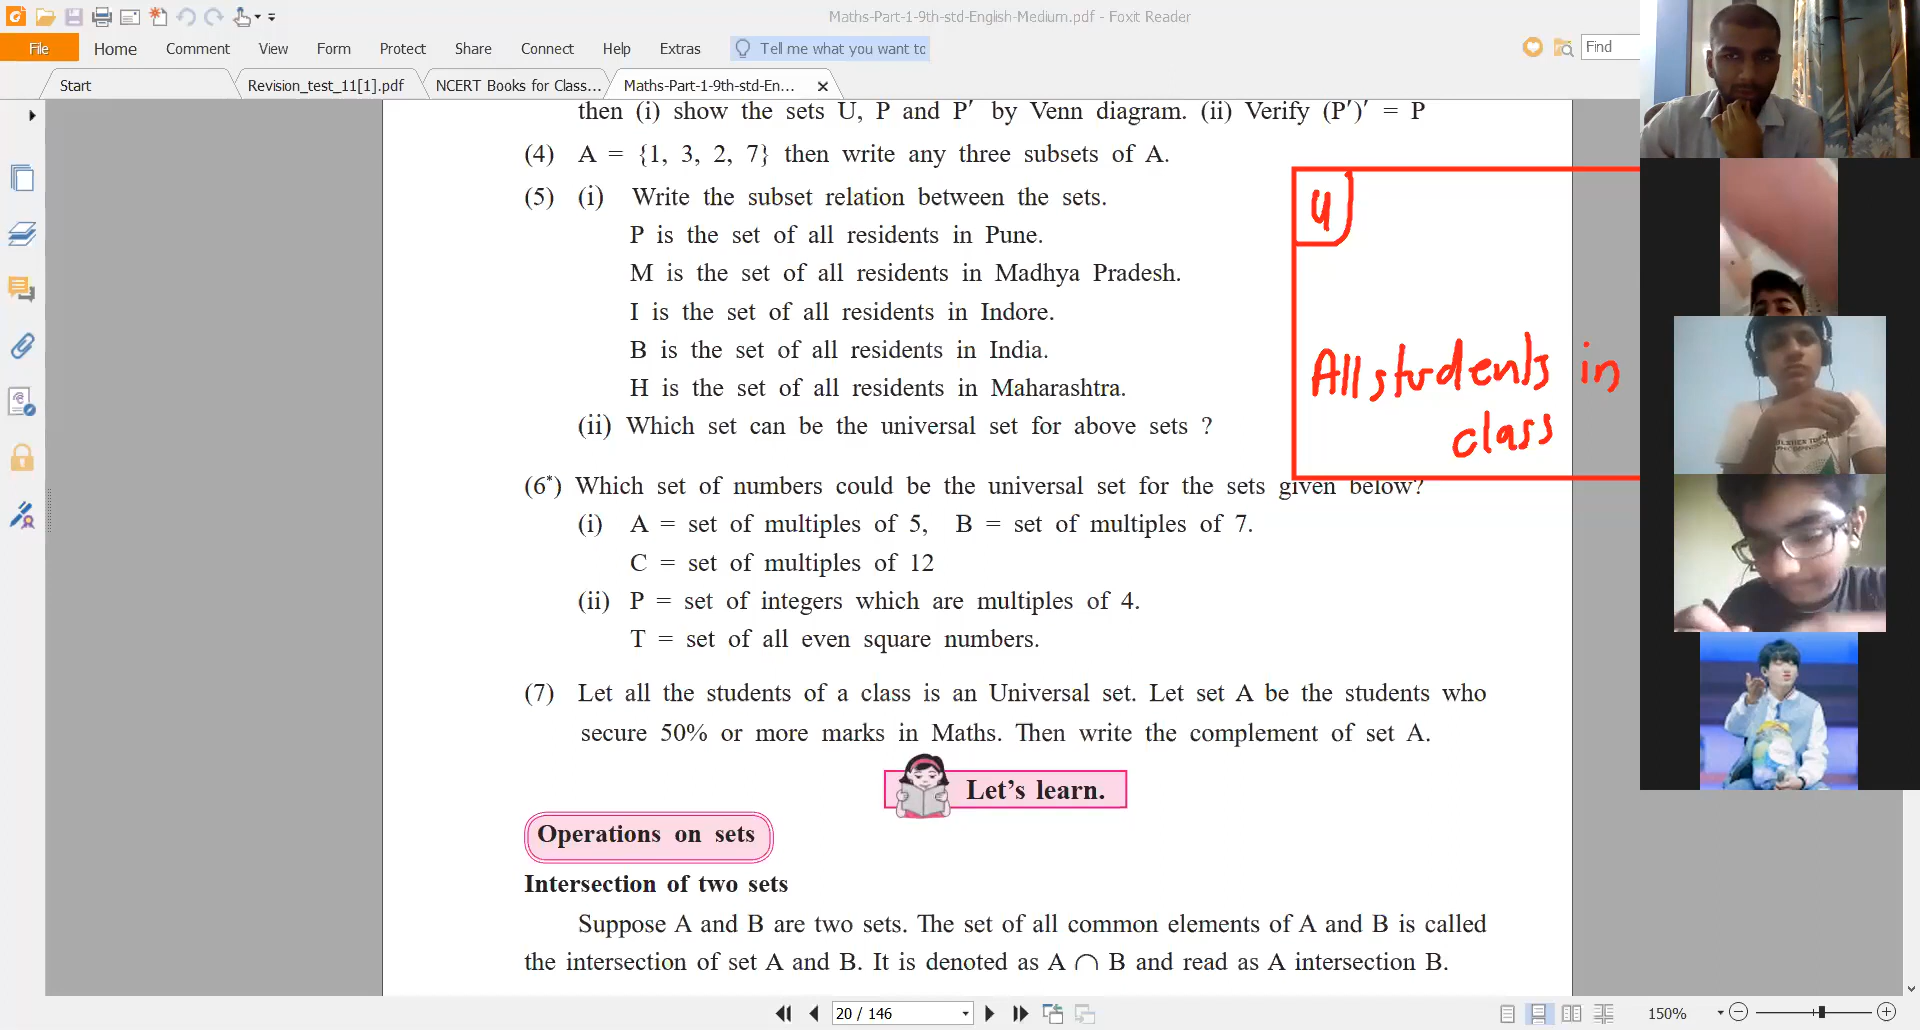 Maths-Part-1-9th-std-English-Medium.pdf - Foxit Reader
File Home Comment View Form Protect Share Connect Help Extras Tell me what you want to Find
Start Revision_test_11[1].pdf NCERT Books for Class... Maths-Part-1-9th-std-En...
then (i) show the sets U, P and P′ by Venn diagram. (ii) Verify (P′)′ = P
(4) A = {1, 3, 2, 7} then write any three subsets of A.
(5) (i) Write the subset relation between the sets.
P is the set of all residents in Pune.
M is the set of all residents in Madhya Pradesh.
I is the set of all residents in Indore.
B is the set of all residents in India.
H is the set of all residents in Maharashtra.
(ii) Which set can be the universal set for above sets ?
U
All students in
class
(6*) Which set of numbers could be the universal set for the sets given below?
(i) A = set of multiples of 5, B = set of multiples of 7.
C = set of multiples of 12
(ii) P = set of integers which are multiples of 4.
T = set of all even square numbers.
(7) Let all the students of a class is an Universal set. Let set A be the students who
secure 50% or more marks in Maths. Then write the complement of set A.
Let's learn.
Operations on sets
Intersection of two sets
Suppose A and B are two sets. The set of all common elements of A and B is called
the intersection of set A and B. It is denoted as A ∩ B and read as A intersection B.
20 / 146
150%